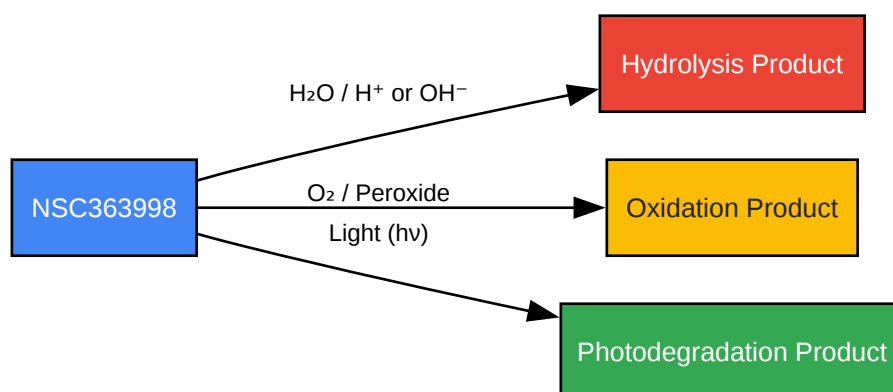 Hydrolysis Product
H₂O / H⁺ or OH⁻
NSC363998
O₂ / Peroxide
Oxidation Product
Light (hν)
Photodegradation Product